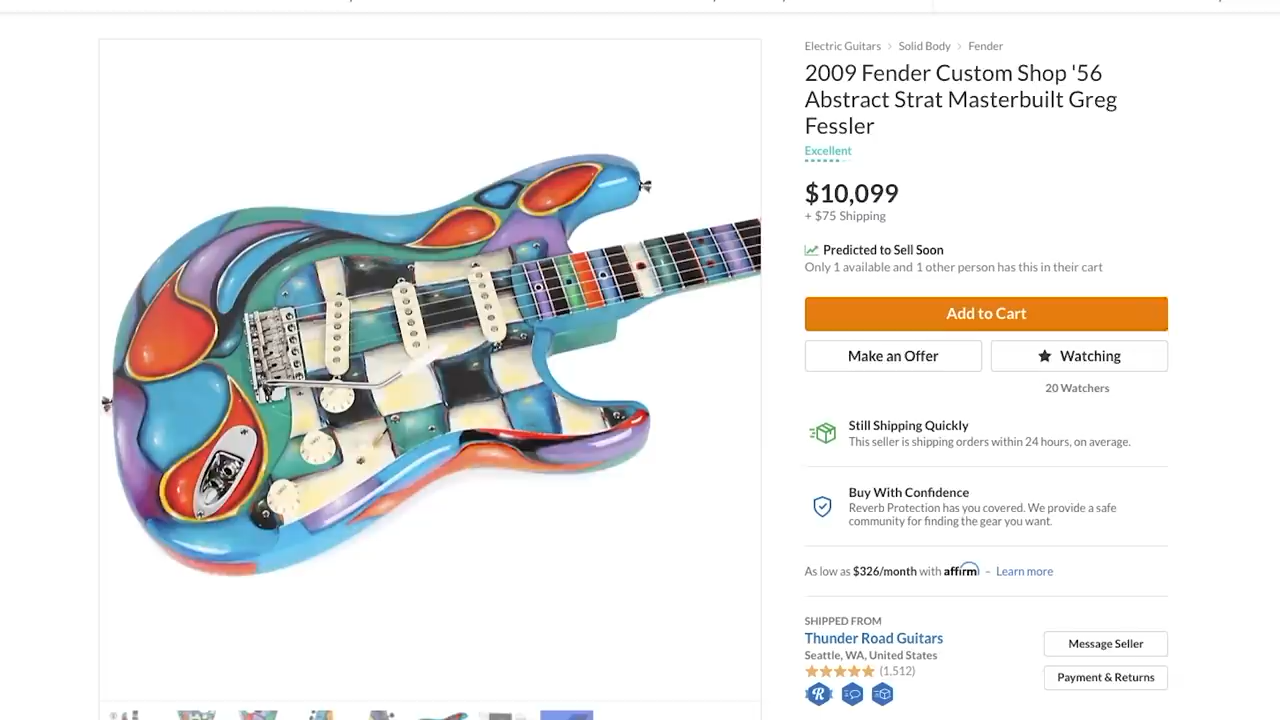 Electric Guitars > Solid Body > Fender
2009 Fender Custom Shop '56
Abstract Strat Masterbuilt Greg
Fessler
Excellent
$10,099
+ $75 Shipping
Predicted to Sell Soon
Only 1 available and 1 other person has this in their cart
Add to Cart
Make an Offer
Watching
20 Watchers
Still Shipping Quickly
This seller is shipping orders within 24 hours, on average.
Buy With Confidence
Reverb Protection has you covered. We provide a safe
community for finding the gear you want.
As low as $326/month with affirm - Learn more
SHIPPED FROM
Thunder Road Guitars
Seattle, WA, United States
(1,512)
Message Seller
Payment & Returns